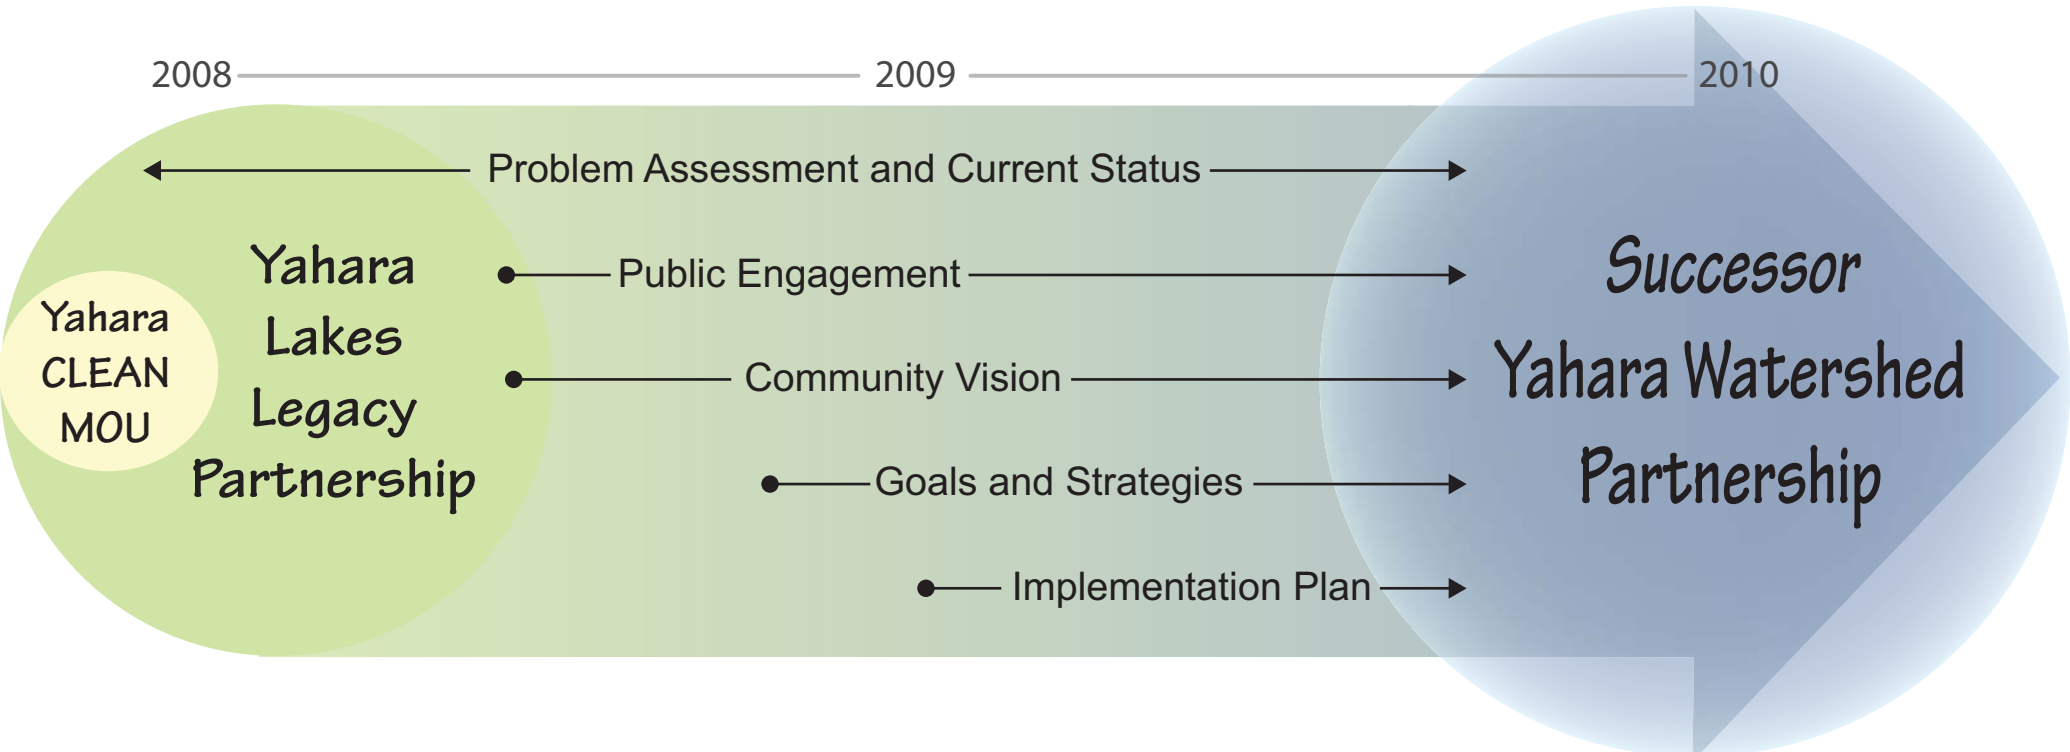 2008 2009 2010
Problem Assessment and Current Status
Public Engagement
Community Vision
Goals and Strategies
Implementation Plan
Yahara
CLEAN
MOU
Yahara
Lakes
Legacy
Partnership
Successor
Yahara Watershed
Partnership